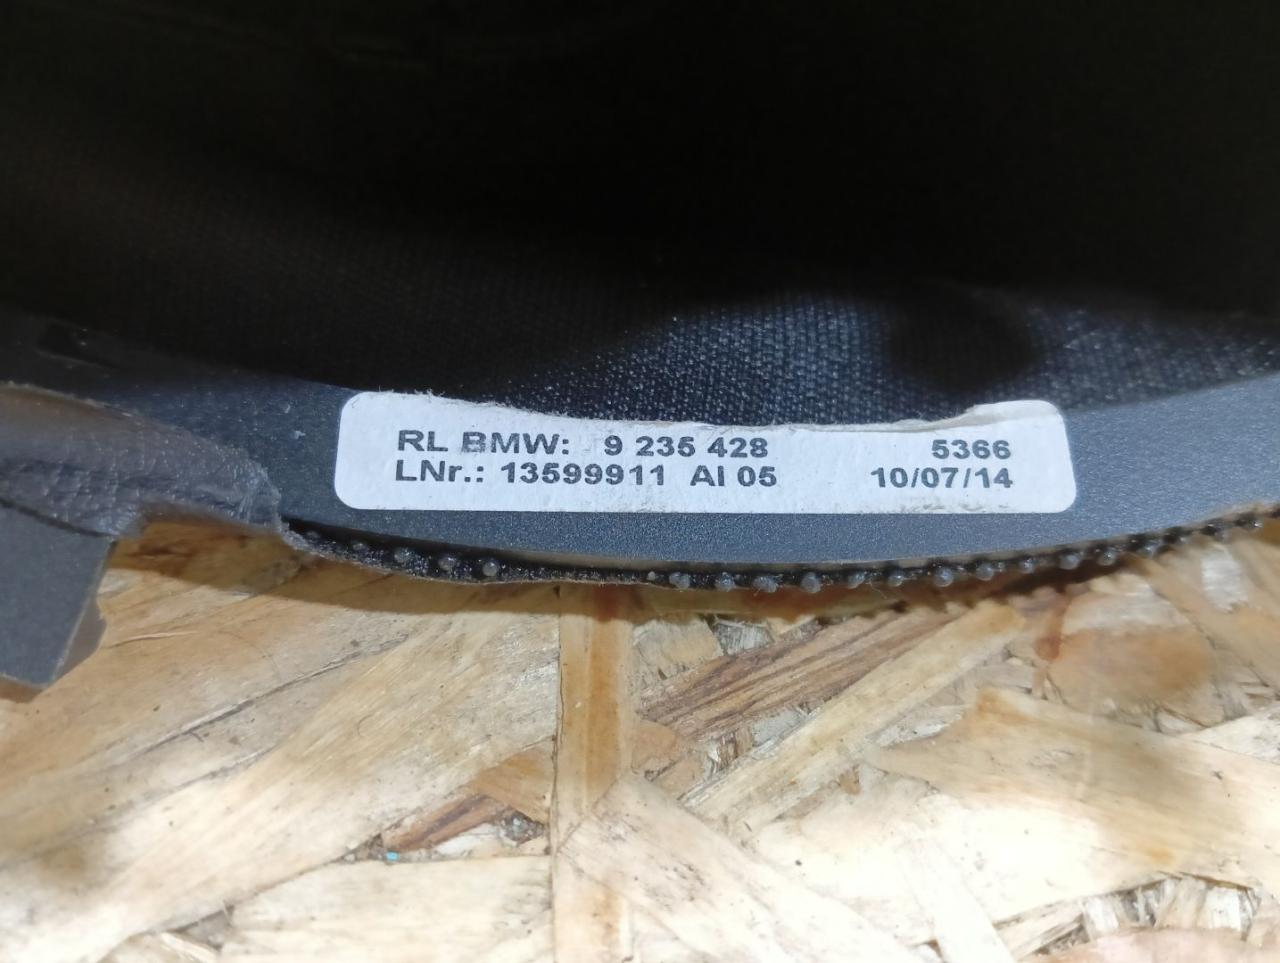 RL BMW: 9 235 428 5366
LNr.: 13599911 AI 05 10/07/14